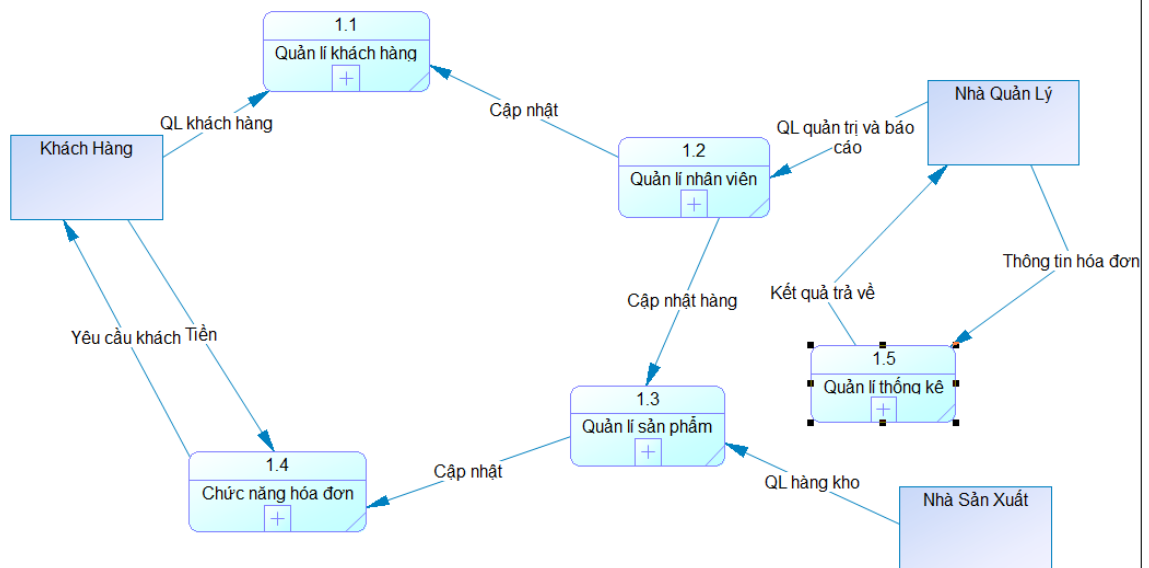 1.1
Quản lí khách hàng
Cập nhật
Nhà Quản Lý
QL khách hàng
QL quản trị và báo
cáo
Khách Hàng
1.2
Quản lí nhân viên
Thông tin hóa đơn
Kết quả trả về
Cập nhật hàng
Yêu cầu khách
Tiền
1.5
Quản lí thống kê
1.3
Quản lí sản phẩm
1.4
Chức năng hóa đơn
Cập nhật
QL hàng kho
Nhà Sản Xuất